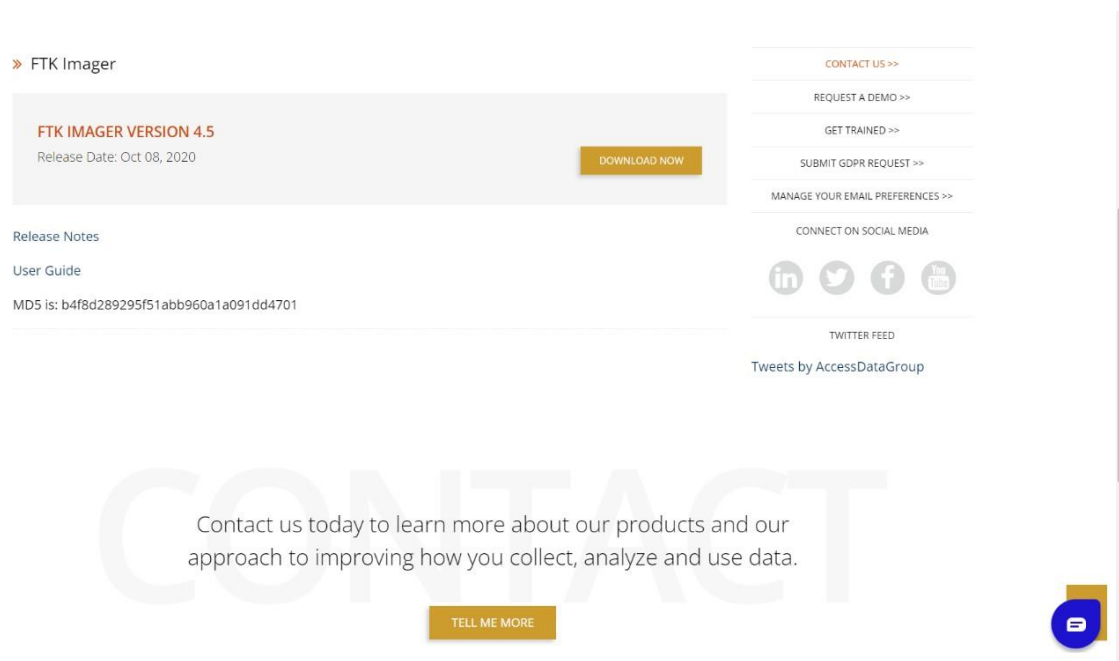 » FTK Imager
FTK IMAGER VERSION 4.5
Release Date: Oct 08, 2020
DOWNLOAD NOW
Release Notes
User Guide
MD5 is: b4f8d289295f51abb960a1a091dd4701
CONTACT US >>
REQUEST A DEMO >>
GET TRAINED >>
SUBMIT GDPR REQUEST >>
MANAGE YOUR EMAIL PREFERENCES >>
CONNECT ON SOCIAL MEDIA
in f You Tube
TWITTER FEED
Tweets by AccessDataGroup
CONTACT
Contact us today to learn more about our products and our
approach to improving how you collect, analyze and use data.
TELL ME MORE